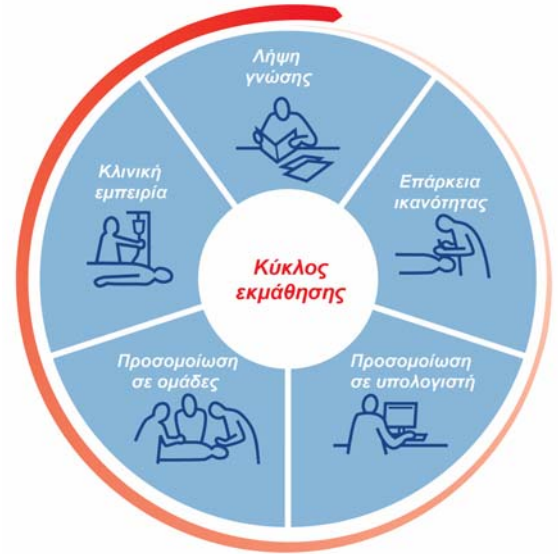 Λήψη
γνώσης
Επάρκεια
ικανότητας
Προσομοίωση
σε υπολογιστή
Προσομοίωση
σε ομάδες
Κλινική
εμπειρία
Κύκλος
εκμάθησης